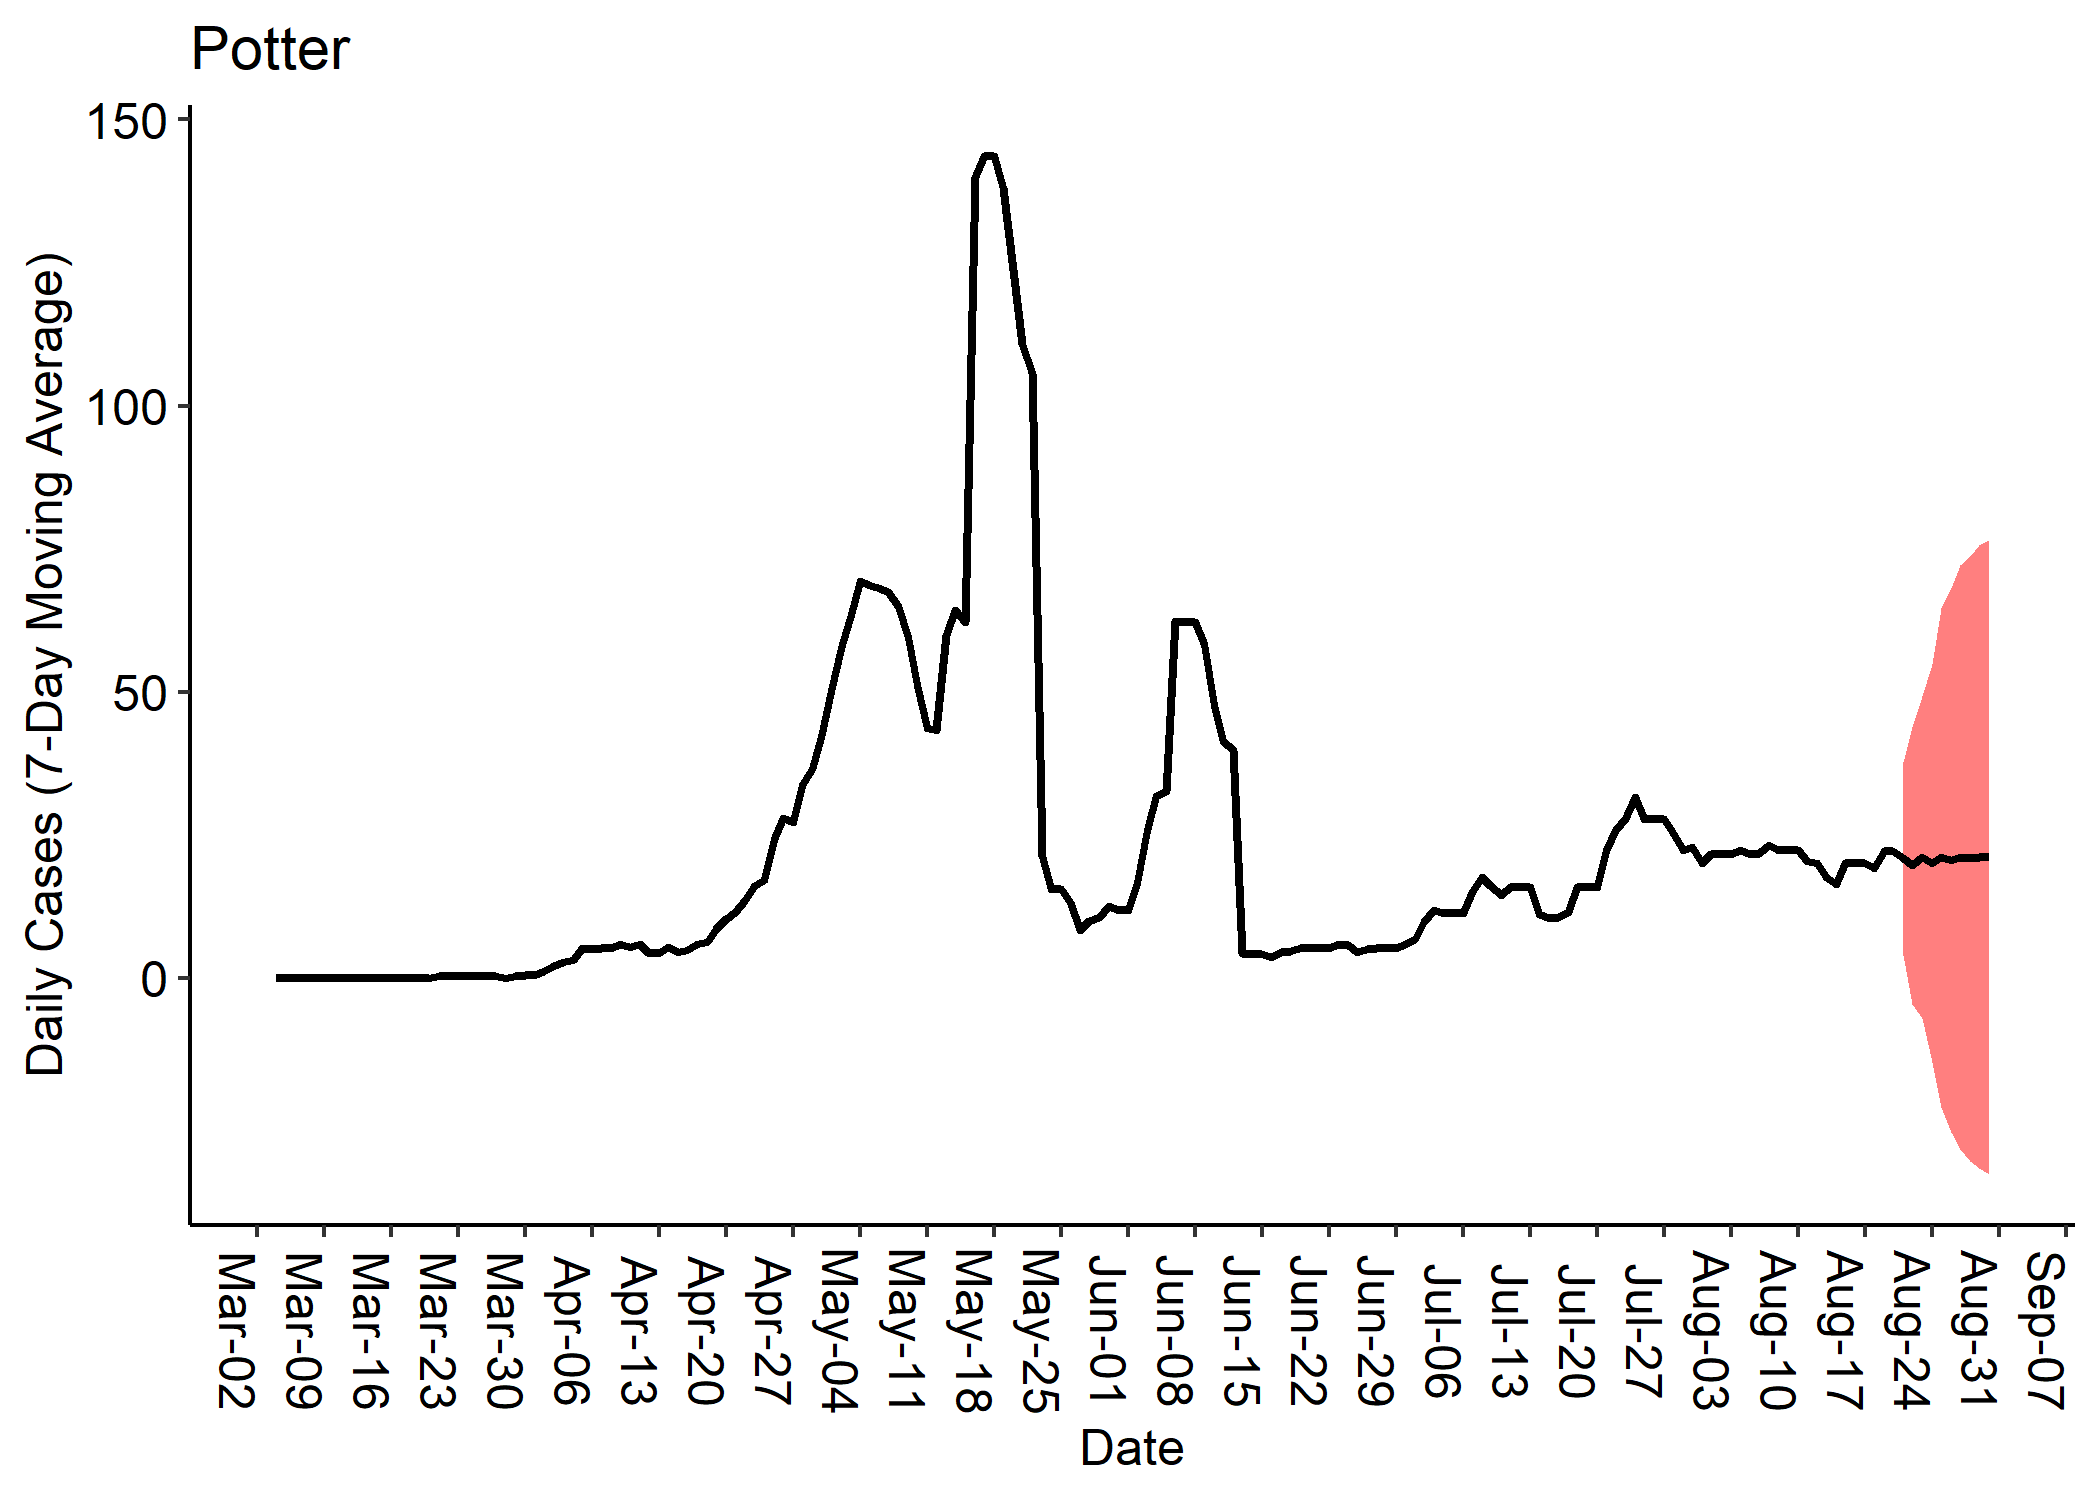 Potter
Daily Cases (7-Day Moving Average)
150
100
50
0
Mar-02
Mar-09
Mar-16
Mar-23
Mar-30
Apr-06
Apr-13
Apr-20
Apr-27
May-04
May-11
May-18
May-25
Jun-01
Jun-08
Jun-15
Jun-22
Jun-29
Jul-06
Jul-13
Jul-20
Jul-27
Aug-03
Aug-10
Aug-17
Aug-24
Aug-31
Sep-07
Date